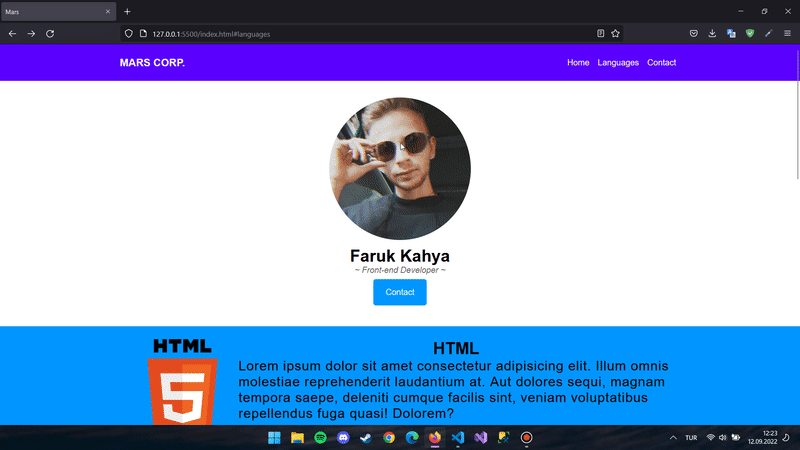 Mars
127.0.0.1:5500/index.html#languages
MARS CORP.
Home Languages Contact
Faruk Kahya
~ Front-end Developer ~
Contact
HTML
5
HTML
Lorem ipsum dolor sit amet consectetur adipisicing elit. Illum omnis
molestiae reprehenderit laudantium at. Aut dolores sequi, magnam
tempora saepe, deleniti cumque facilis sint, veniam voluptatibus
repellendus fuga quasi! Dolorem?
TUR
12:23
12.09.2022